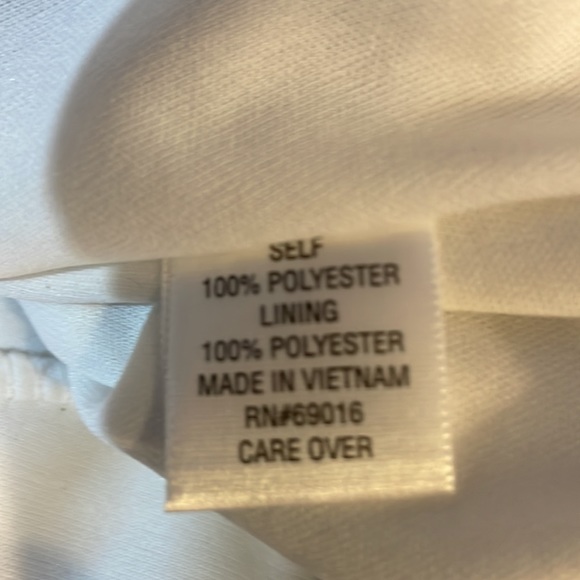 SELF
100% POLYESTER
LINING
100% POLYESTER
MADE IN VIETNAM
RN#69016
CARE OVER